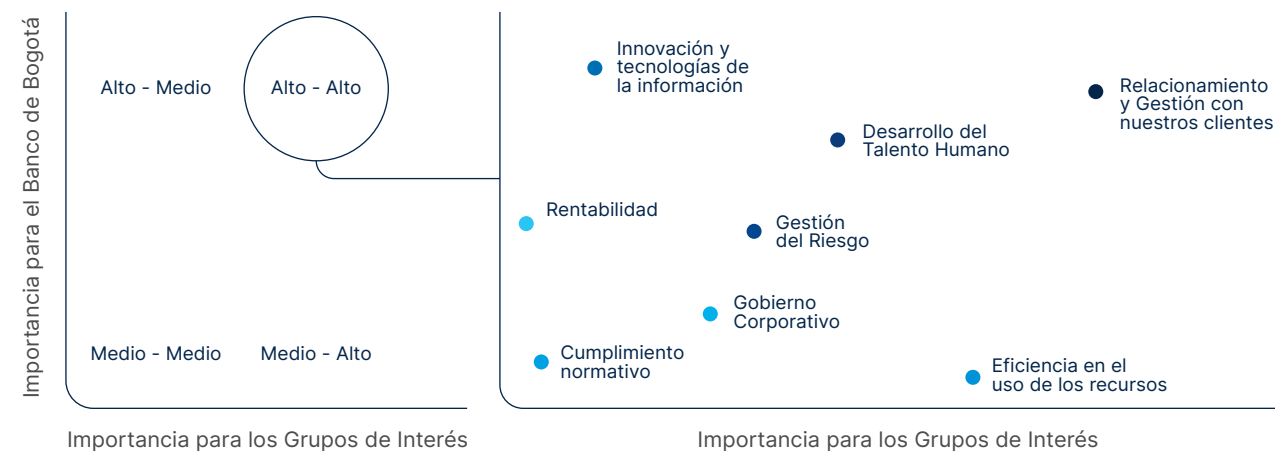 Importancia para el Banco de Bogotá
Alto - Medio
Alto - Alto
Medio - Medio
Medio - Alto
Importancia para los Grupos de Interés
Innovación y
tecnologías de
la información
Relacionamiento
y Gestión con
nuestros clientes
Desarrollo del
Talento Humano
Rentabilidad
Gestión
del Riesgo
Gobierno
Corporativo
Cumplimiento
normativo
Eficiencia en el
uso de los recursos
Importancia para los Grupos de Interés